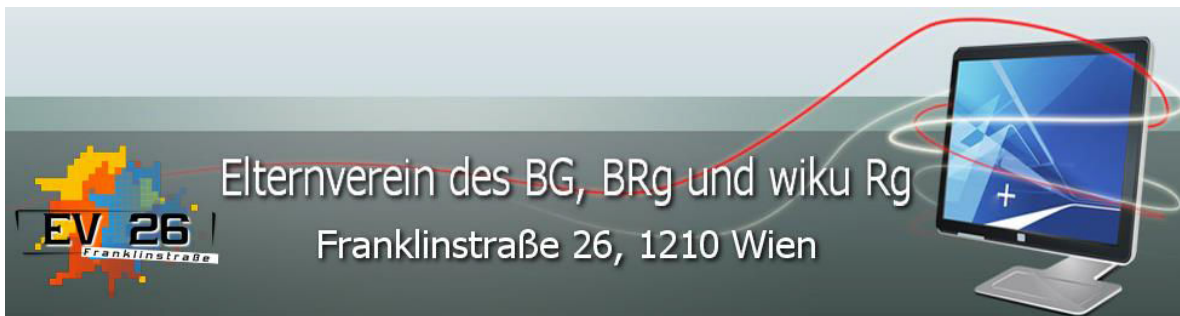 Elternverein des BG, BRg und wiku Rg
Franklinstraße 26, 1210 Wien
EV 26
Franklinstraße